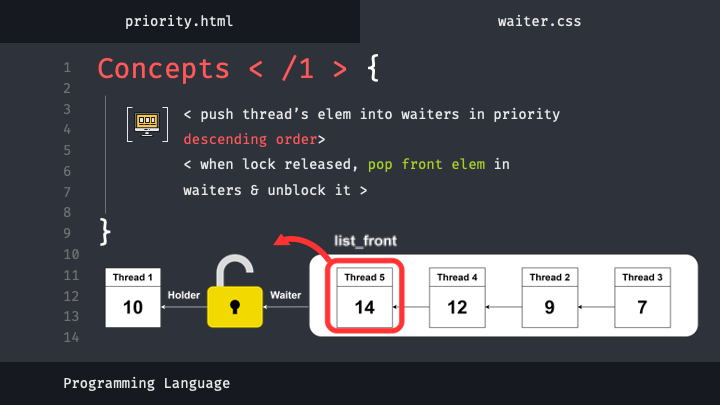 priority.html
waiter.css
Concepts < /1 > {
< push thread’s elem into waiters in priority
descending order>
< when lock released, pop front elem in
waiters & unblock it >
}
1
2
3
4
5
6
7
8
9
10
11
12
13
14
list_front
Thread 1
10
Holder
Waiter
Thread 5
14
Thread 4
12
Thread 2
9
Thread 3
7
Programming Language